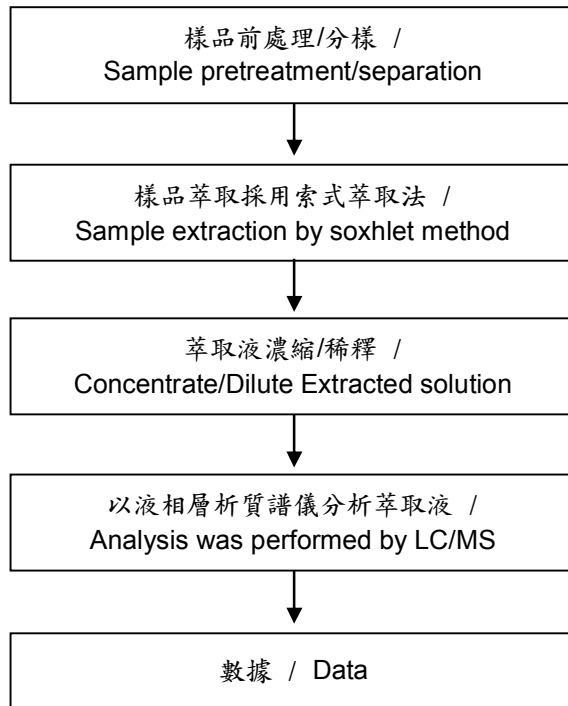 樣品前處理/分樣 /
Sample pretreatment/separation
樣品萃取採用索式萃取法 /
Sample extraction by soxhlet method
萃取液濃縮/稀釋 /
Concentrate/Dilute Extracted solution
以液相層析質譜儀分析萃取液 /
Analysis was performed by LC/MS
數據 / Data